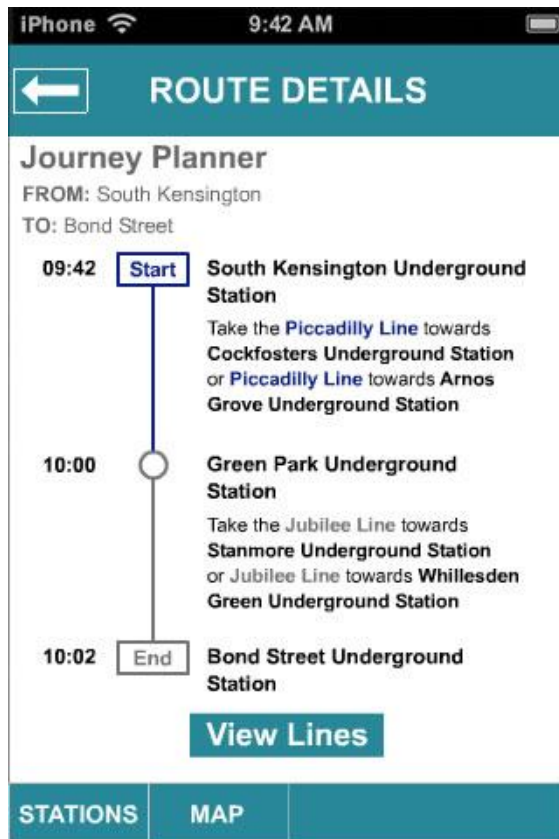 iPhone 9:42 AM
ROUTE DETAILS
Journey Planner
FROM: South Kensington
TO: Bond Street
09:42 Start South Kensington Underground
Station
Take the Piccadilly Line towards
Cockfosters Underground Station
or Piccadilly Line towards Arnos
Grove Underground Station
10:00 Green Park Underground
Station
Take the Jubilee Line towards
Stanmore Underground Station
or Jubilee Line towards Whillesden
Green Underground Station
10:02 End Bond Street Underground
Station
View Lines
STATIONS MAP